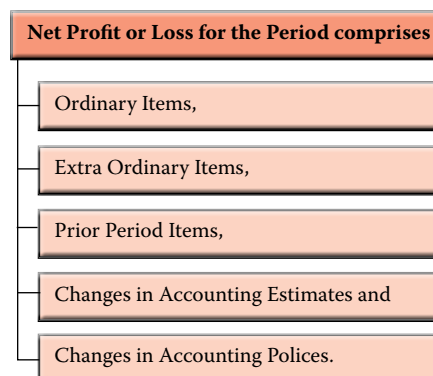 Net Profit or Loss for the Period comprises
Ordinary Items,
Extra Ordinary Items,
Prior Period Items,
Changes in Accounting Estimates and
Changes in Accounting Polices.